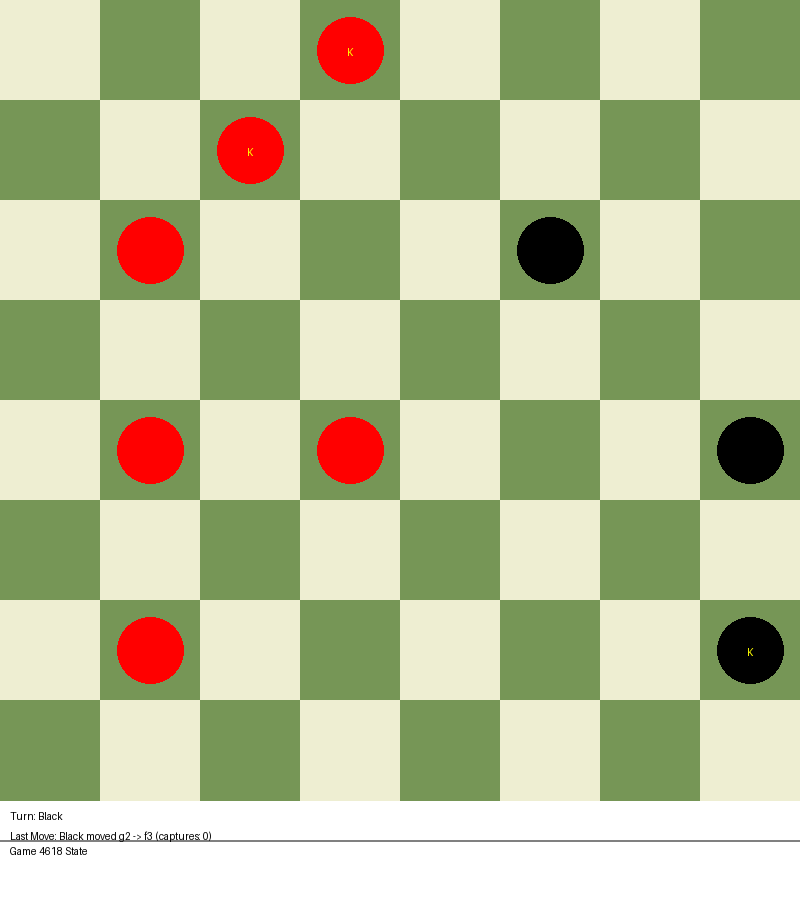 K
K
K
Turn: Black
Last Move: Black moved g2 -> f3 (captures: 0)
Game 4618 State